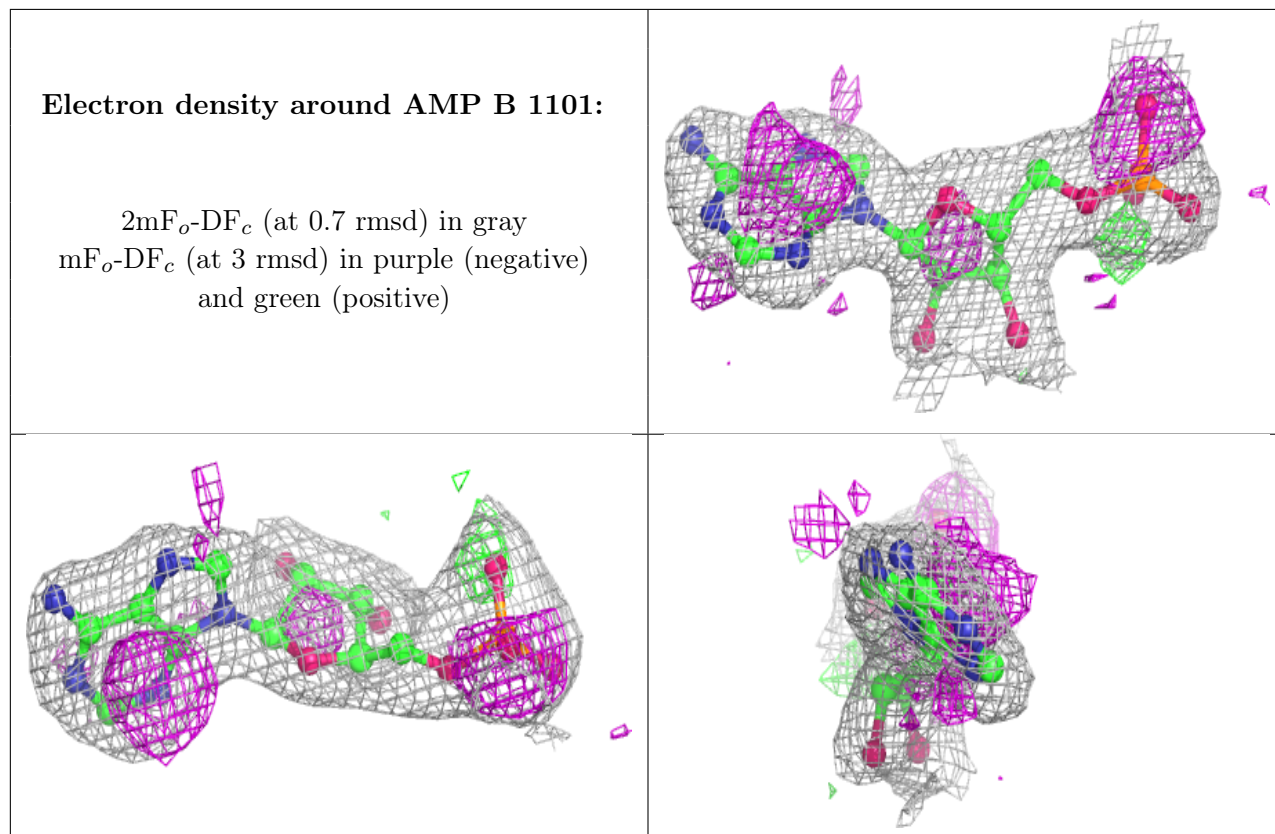 Electron density around AMP B 1101:
2mFo-DFc (at 0.7 rmsd) in gray
mFo-DFc (at 3 rmsd) in purple (negative)
and green (positive)